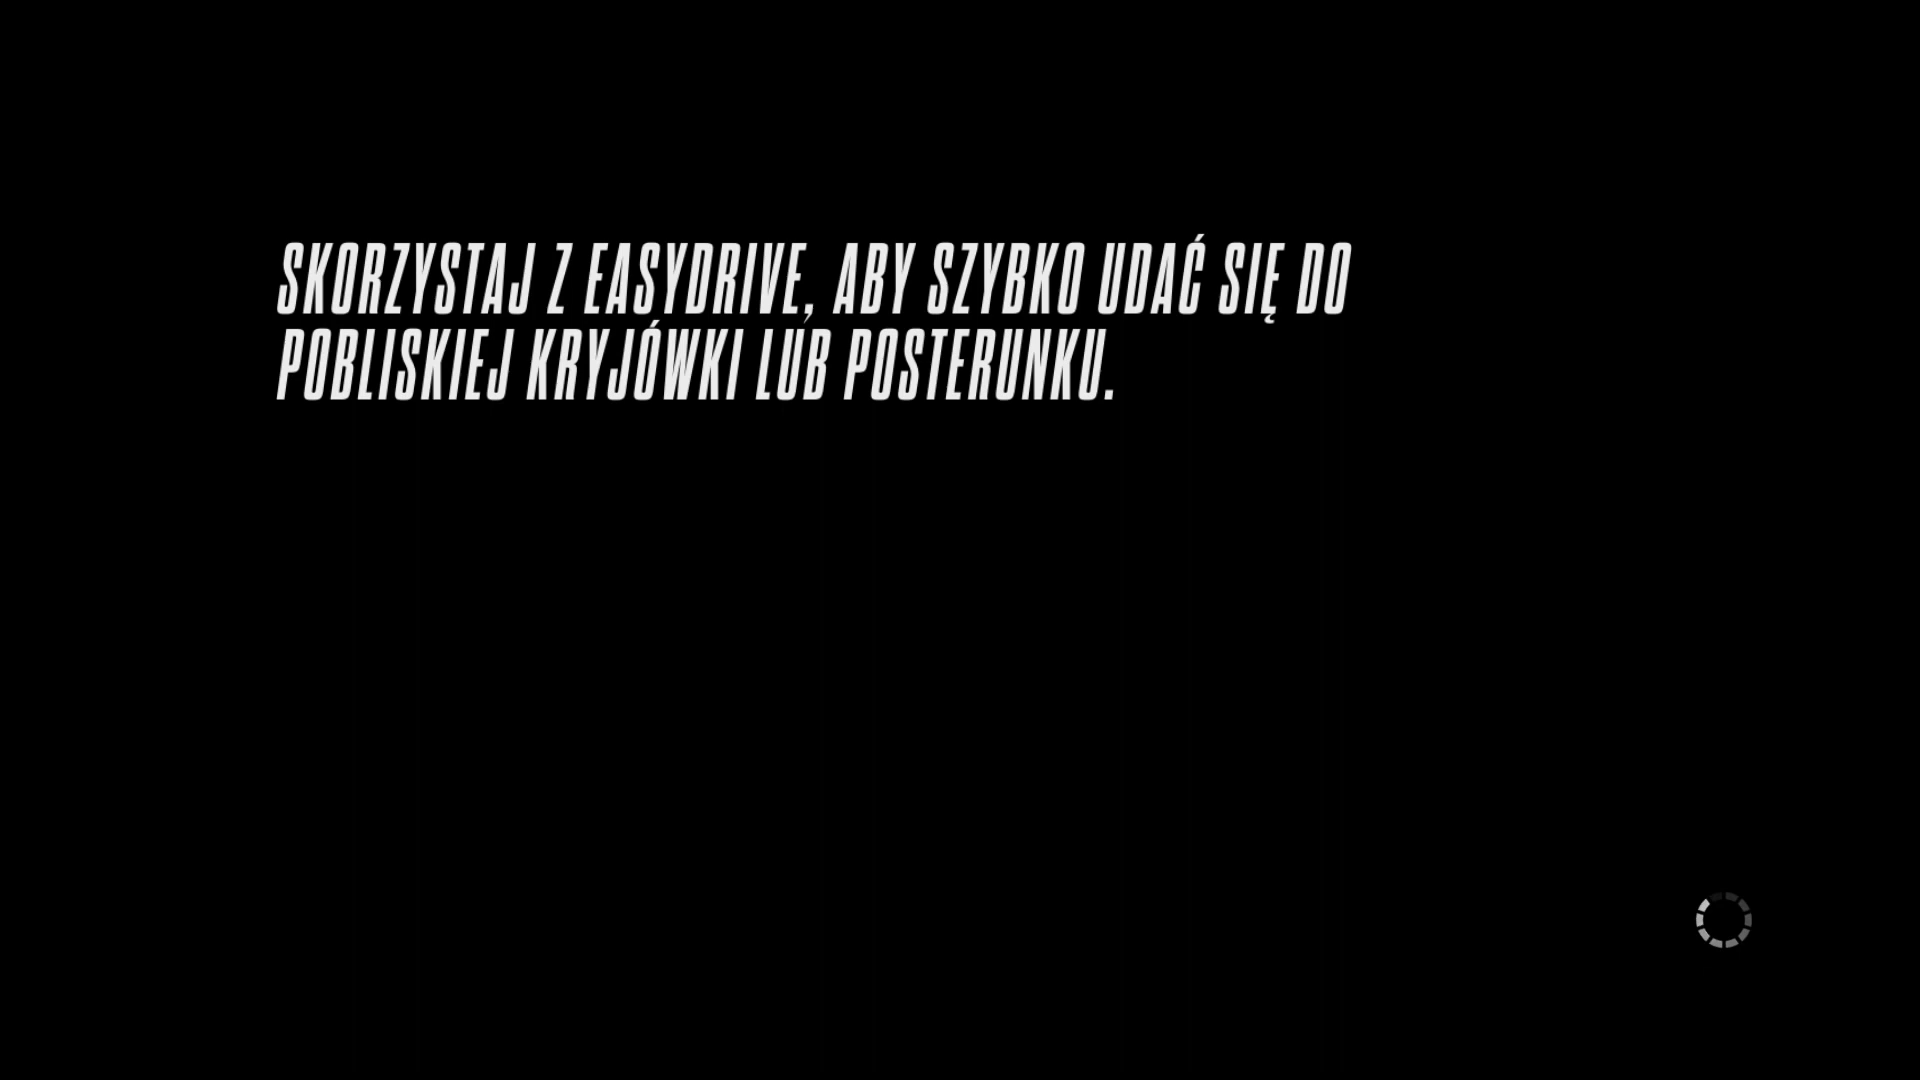 SKORZYSTAJ Z EASYDRIVE, ABY SZYBKO UDAĆ SIĘ DO
POBLISKIEJ KRYJÓWKI LUB POSTERUNKU.